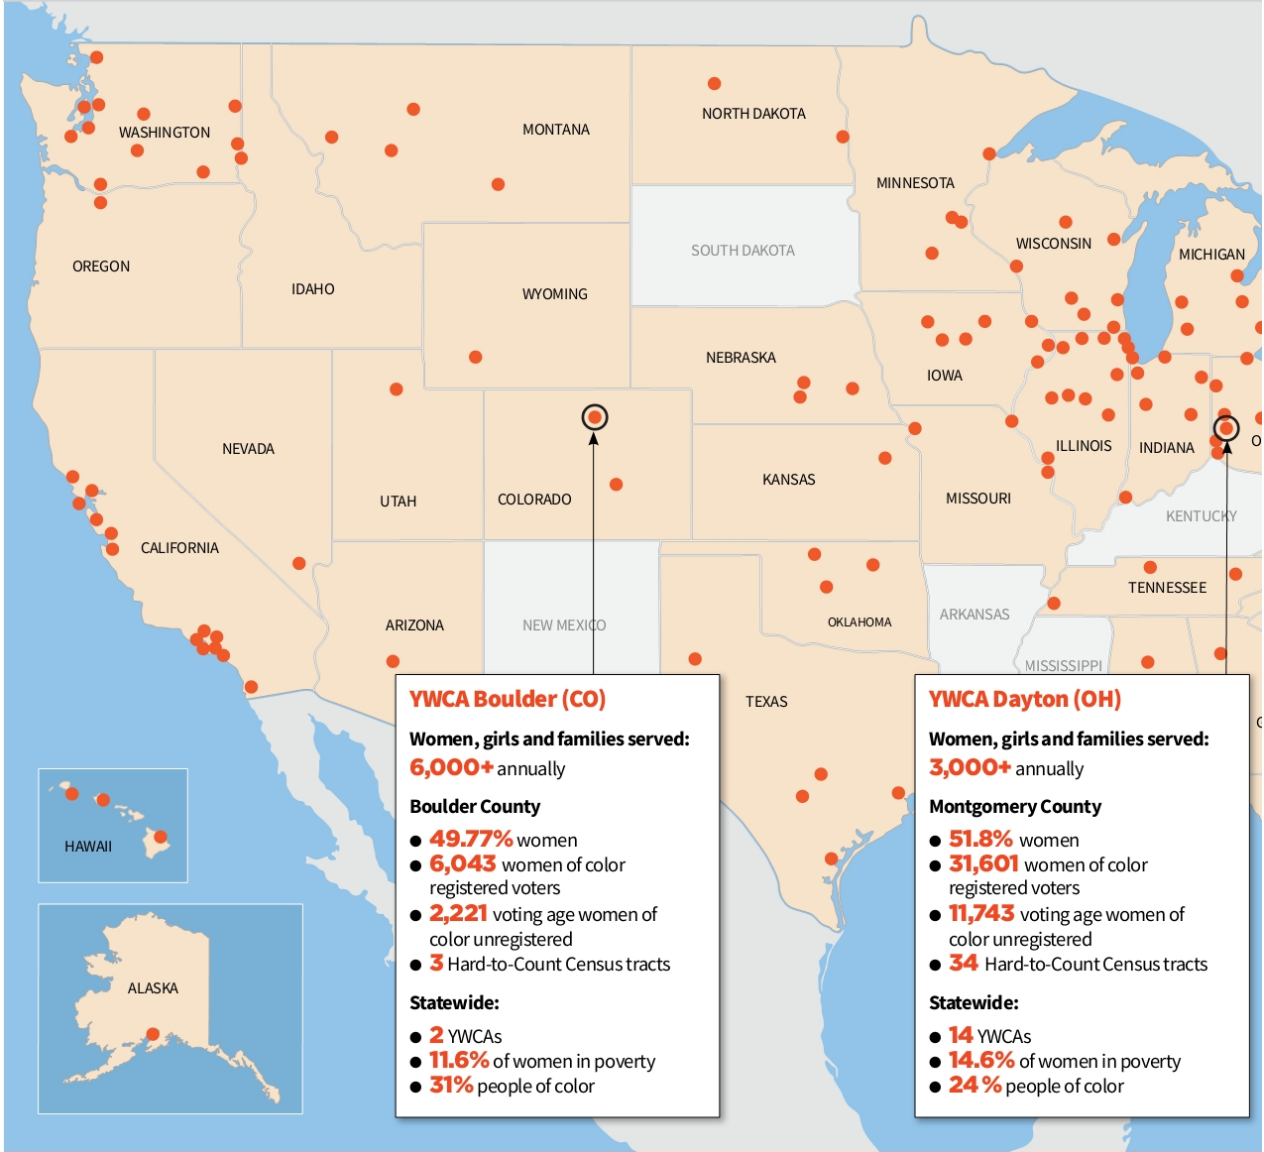 WASHINGTON
MONTANA
NORTH DAKOTA
MINNESOTA
OREGON
IDAHO
WYOMING
SOUTH DAKOTA
WISCONSIN
MICHIGAN
NEBRASKA
IOWA
NEVADA
UTAH
COLORADO
KANSAS
MISSOURI
ILLINOIS
INDIANA
O
KENTUCKY
CALIFORNIA
ARIZONA
NEW MEXICO
OKLAHOMA
ARKANSAS
TENNESSEE
MISSISSIPPI
TEXAS
G
HAWAII
ALASKA
YWCA Boulder (CO)
Women, girls and families served:
6,000+ annually
Boulder County
● 49.77% women
● 6,043 women of color
registered voters
● 2,221 voting age women of
color unregistered
● 3 Hard-to-Count Census tracts
Statewide:
● 2 YWCAs
● 11.6% of women in poverty
● 31% people of color
YWCA Dayton (OH)
Women, girls and families served:
3,000+ annually
Montgomery County
● 51.8% women
● 31,601 women of color
registered voters
● 11,743 voting age women of
color unregistered
● 34 Hard-to-Count Census tracts
Statewide:
● 14 YWCAs
● 14.6% of women in poverty
● 24% people of color